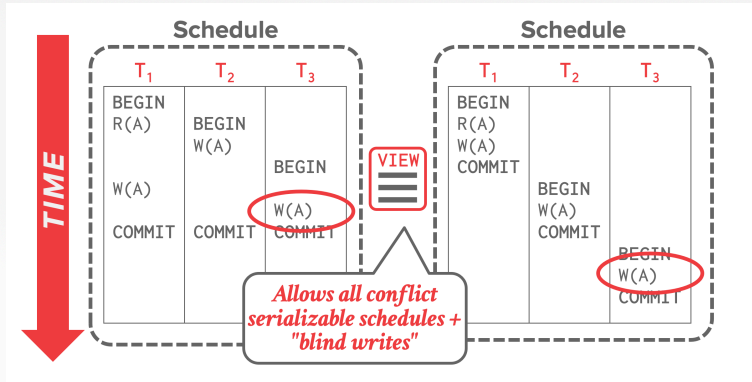 Schedule
T1 T2 T3
BEGIN
R(A) BEGIN
W(A)
BEGIN
W(A)
W(A)
COMMIT COMMIT COMMIT
TIME
VIEW
Schedule
T1 T2 T3
BEGIN
R(A)
W(A)
COMMIT
BEGIN
W(A)
COMMIT
BEGIN
W(A)
COMMIT
Allows all conflict
serializable schedules +
"blind writes"